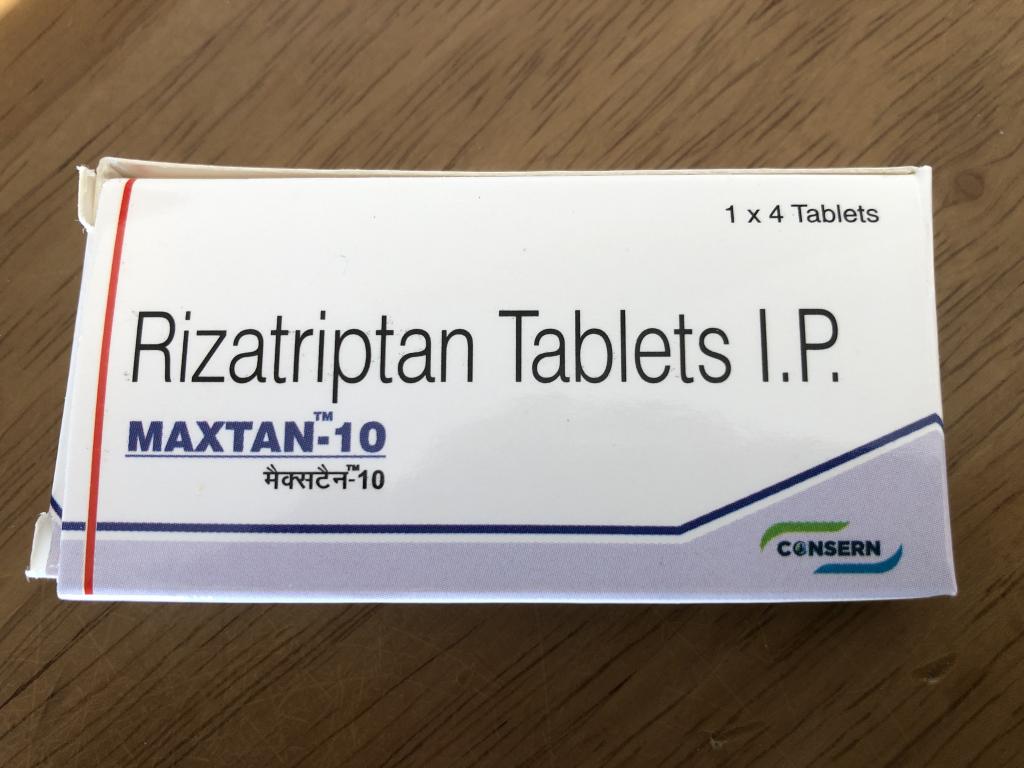 1 x 4 Tablets
Rizatriptan Tablets I.P.
MAXTAN™-10
मैक्सटैन™-10
CONSERN